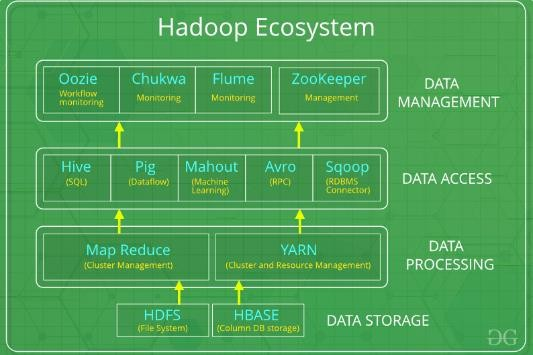 Hadoop Ecosystem
Oozie
Workflow
monitoring
Chukwa
Monitoring
Flume
Monitoring
ZooKeeper
Management
DATA
MANAGEMENT
Hive
(SQL)
Pig
(Dataflow)
Mahout
(Machine
Learning)
Avro
(RPC)
Sqoop
(RDBMS
Connector)
DATA ACCESS
Map Reduce
(Cluster Management)
YARN
(Cluster and Resource Management)
DATA
PROCESSING
HDFS
(File System)
HBASE
(Column DB storage)
DATA STORAGE